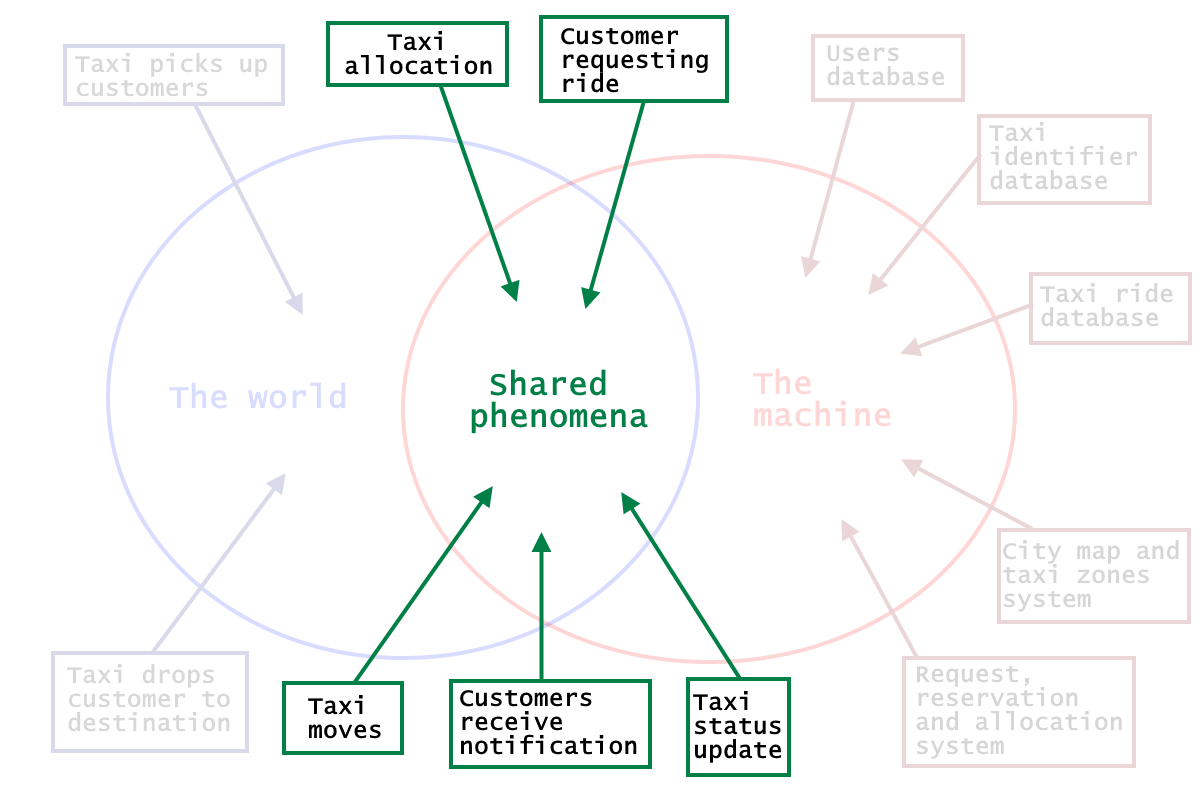 Taxi
allocation
Customer
requesting
ride
Taxi picks up
customers
Users
database
Taxi
identifier
database
Taxi ride
database
The world
Shared
phenomena
The
machine
City map and
taxi zones
system
Taxi drops
customer to
destination
Taxi
moves
Customers
receive
notification
Taxi
status
update
Request,
reservation
and allocation
system